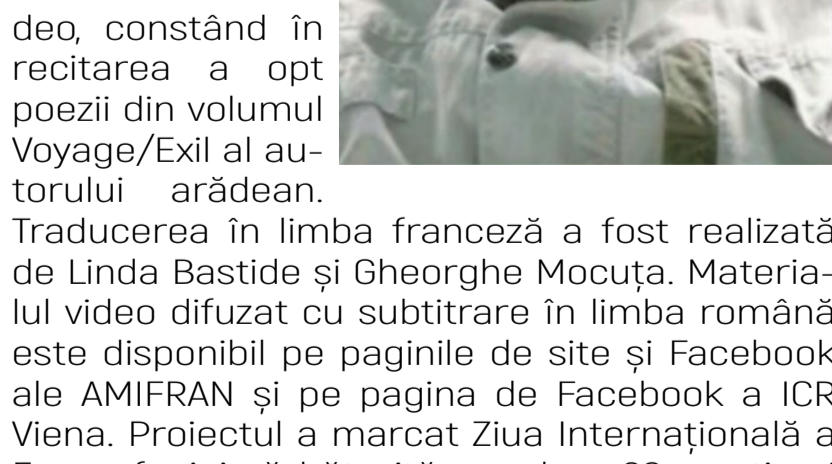 deo, constând în
recitarea a opt
poezii din volumul
Voyage/Exil al au-
torului arădean.
Traducerea în limba franceză a fost realizată
de Linda Bastide și Gheorghe Mocuța. Materia-
lul video difuzat cu subtitrare în limba română
este disponibil pe paginile de site și Facebook
ale AMIFRAN și pe pagina de Facebook a ICR
Viena. Proiectul a marcat Ziua Internațională a